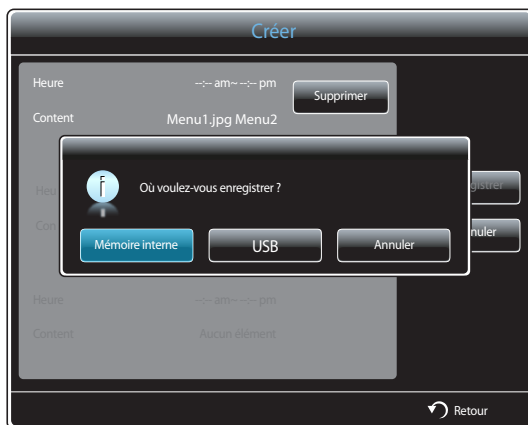 Créer
Heure --:-- am~ --:-- pm
Supprimer
Content Menu1.jpg Menu2
Où voulez-vous enregistrer ?
Mémoire interne USB Annuler
Heure --:-- am~ --:-- pm
Content Aucun élément
Retour